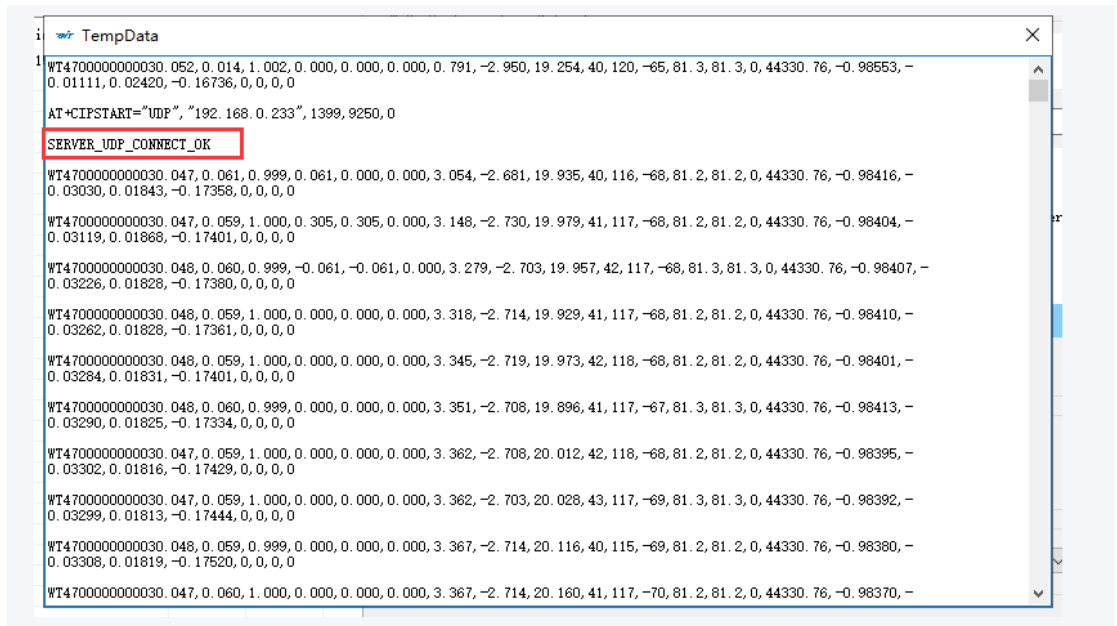 TempData
WT4700000000030.052,0.014,1.002,0.000,0.000,0.000,0.791,-2.950,19.254,40,120,-65,81.3,81.3,0,44330.76,-0.98553,-
0.01111,0.02420,-0.16736,0,0,0,0
AT+CIPSTART="UDP","192.168.0.233",1399,9250,0
SERVER_UDP_CONNECT_OK
WT4700000000030.047,0.061,0.999,0.061,0.000,0.000,3.054,-2.681,19.935,40,116,-68,81.2,81.2,0,44330.76,-0.98416,-
0.03030,0.01843,-0.17358,0,0,0,0
WT4700000000030.047,0.059,1.000,0.305,0.305,0.000,3.148,-2.730,19.979,41,117,-68,81.2,81.2,0,44330.76,-0.98404,-
0.03119,0.01868,-0.17401,0,0,0,0
WT4700000000030.048,0.060,0.999,-0.061,-0.061,0.000,3.279,-2.703,19.957,42,117,-68,81.3,81.3,0,44330.76,-0.98407,-
0.03226,0.01828,-0.17380,0,0,0,0
WT4700000000030.048,0.059,1.000,0.000,0.000,0.000,3.318,-2.714,19.929,41,117,-68,81.2,81.2,0,44330.76,-0.98410,-
0.03262,0.01828,-0.17361,0,0,0,0
WT4700000000030.048,0.059,1.000,0.000,0.000,0.000,3.345,-2.719,19.973,42,118,-68,81.2,81.2,0,44330.76,-0.98401,-
0.03284,0.01831,-0.17401,0,0,0,0
WT4700000000030.048,0.060,0.999,0.000,0.000,0.000,3.351,-2.708,19.896,41,117,-67,81.3,81.3,0,44330.76,-0.98413,-
0.03290,0.01825,-0.17334,0,0,0,0
WT4700000000030.047,0.059,1.000,0.000,0.000,0.000,3.362,-2.708,20.012,42,118,-68,81.2,81.2,0,44330.76,-0.98395,-
0.03302,0.01816,-0.17429,0,0,0,0
WT4700000000030.047,0.059,1.000,0.000,0.000,0.000,3.362,-2.703,20.028,43,117,-69,81.3,81.3,0,44330.76,-0.98392,-
0.03299,0.01813,-0.17444,0,0,0,0
WT4700000000030.048,0.059,0.999,0.000,0.000,0.000,3.367,-2.714,20.116,40,115,-69,81.2,81.2,0,44330.76,-0.98380,-
0.03308,0.01819,-0.17520,0,0,0,0
WT4700000000030.047,0.060,1.000,0.000,0.000,0.000,3.367,-2.714,20.160,41,117,-70,81.2,81.2,0,44330.76,-0.98370,-